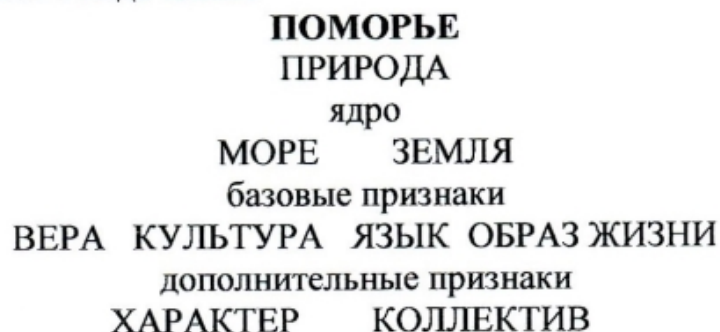 ПОМОРЬЕ
ПРИРОДА
ядро
МОРЕ ЗЕМЛЯ
базовые признаки
ВЕРА КУЛЬТУРА ЯЗЫК ОБРАЗ ЖИЗНИ
дополнительные признаки
ХАРАКТЕР КОЛЛЕКТИВ